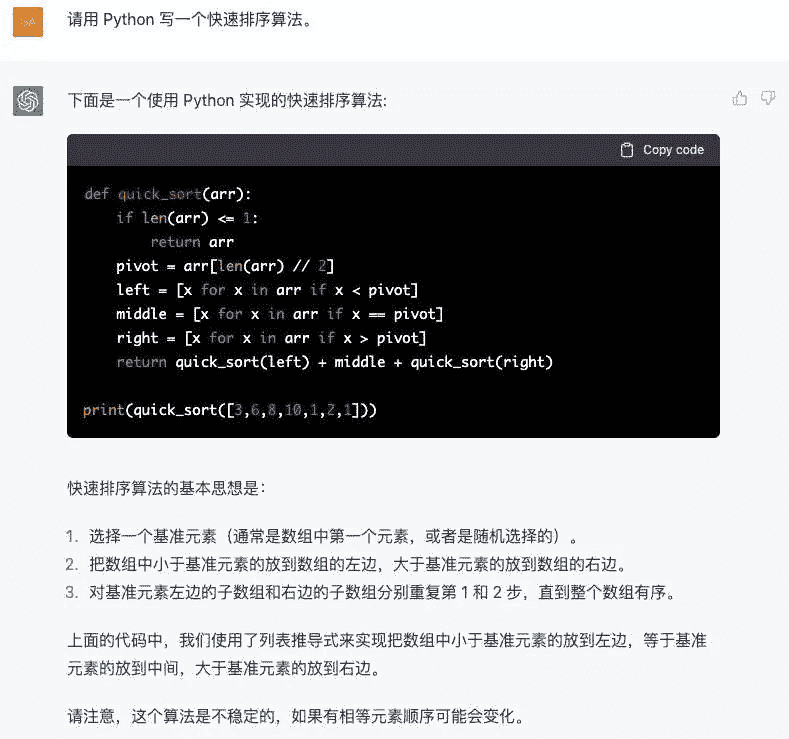 请用 Python 写一个快速排序算法。
下面是一个使用 Python 实现的快速排序算法:
Copy code
def quick_sort(arr):
    if len(arr) <= 1:
        return arr
    pivot = arr[len(arr) // 2]
    left = [x for x in arr if x < pivot]
    middle = [x for x in arr if x == pivot]
    right = [x for x in arr if x > pivot]
    return quick_sort(left) + middle + quick_sort(right)
print(quick_sort([3,6,8,10,1,2,1]))
快速排序算法的基本思想是：
1. 选择一个基准元素（通常是数组中第一个元素，或者是随机选择的）。
2. 把数组中小于基准元素的放到数组的左边，大于基准元素的放到数组的右边。
3. 对基准元素左边的子数组和右边的子数组分别重复第 1 和 2 步，直到整个数组有序。
上面的代码中，我们使用了列表推导式来实现把数组中小于基准元素的放到左边，等于基准
元素的放到中间，大于基准元素的放到右边。
请注意，这个算法是不稳定的，如果有相等元素顺序可能会变化。